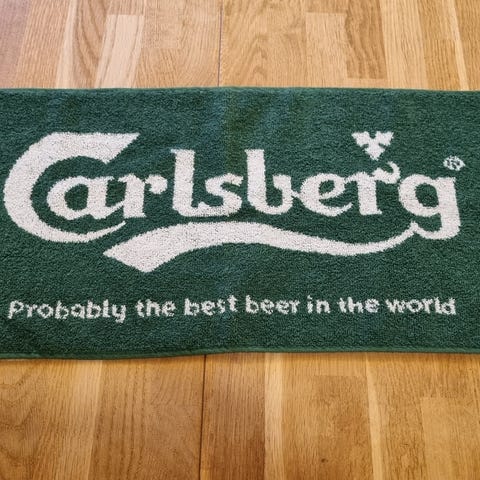 Carlsberg®
Probably the best beer in the world